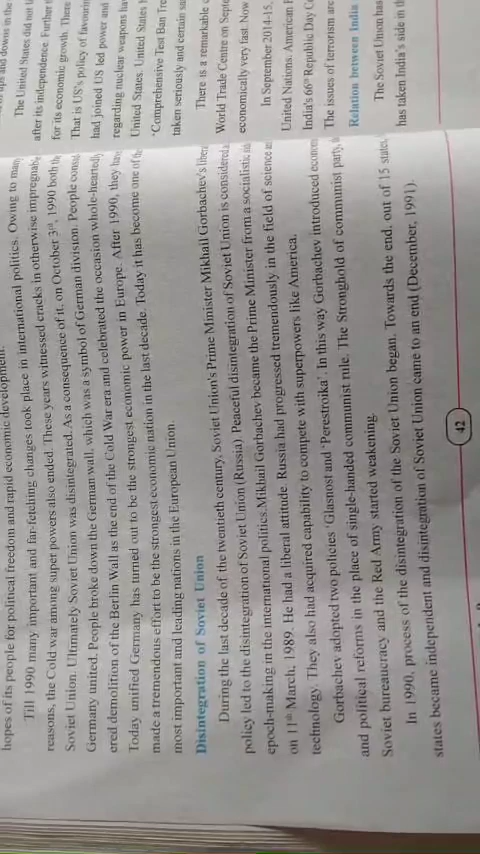 hopes of its people for political freedom and rapid economic development.
Till 1990 many important and far-fetching changes took place in international politics. Owing to many
reasons, the Cold war among super powers also ended. These years witnessed cracks in otherwise impregnable
Soviet Union. Ultimately Soviet Union was disintegrated. As a consequence of it, on October 3rd, 1990 both the
Germany united. People broke down the German wall, which was a symbol of German division. People
ered demolition of the Berlin Wall as the end of the Cold War era and celebrated the occasion whole-heartedly
Today unified Germany has turned out to be the strongest economic power in Europe. After 1990, they have
made a tremendous effort to be the strongest economic nation in the last decade. Today it has become one of the
most important and leading nations in the European Union.
Disintegration of Soviet Union
During the last decade of the twentieth century, Soviet Union's Prime Minister Mikhail Gorbachev's
policy led to the disintegration of Soviet Union (Russia). Peaceful disintegration of Soviet Union is considered
epoch-making in the international politics. Mikhail Gorbachev became the Prime Minister from a socialistic
on 11th March, 1989. He had a liberal attitude. Russia had progressed tremendously, in the field of science
technology. They also had acquired capability to compete with superpowers like America.
Gorbachev adopted two policies 'Glasnost and 'Perestroika'. In this way Gorbachev introduced
and political reforms in the place of single-handed communist rule. The Stronghold of communist party,
Soviet bureaucracy and the Red Army started weakening.
In 1990, process of the disintegration of the Soviet Union began. Towards the end, out of 15 states,
states became independent and disintegration of Soviet Union came to an end (December, 1991).
42
ups and downs in the
The United States did not
after its independence. Further
for its economic growth. There
That is US's policy of favouring
had joined US led power and
regarding nuclear weapons
United States. United States
'Comprehensive Test Ban
taken seriously and certain
There is a remarkable
World Trade Centre on
economically very fast. Now
In September 2014-15,
United Nations. American
India's 66th Republic Day
The issues of terrorism are
Relation between India
The Soviet Union has
has taken India's side in